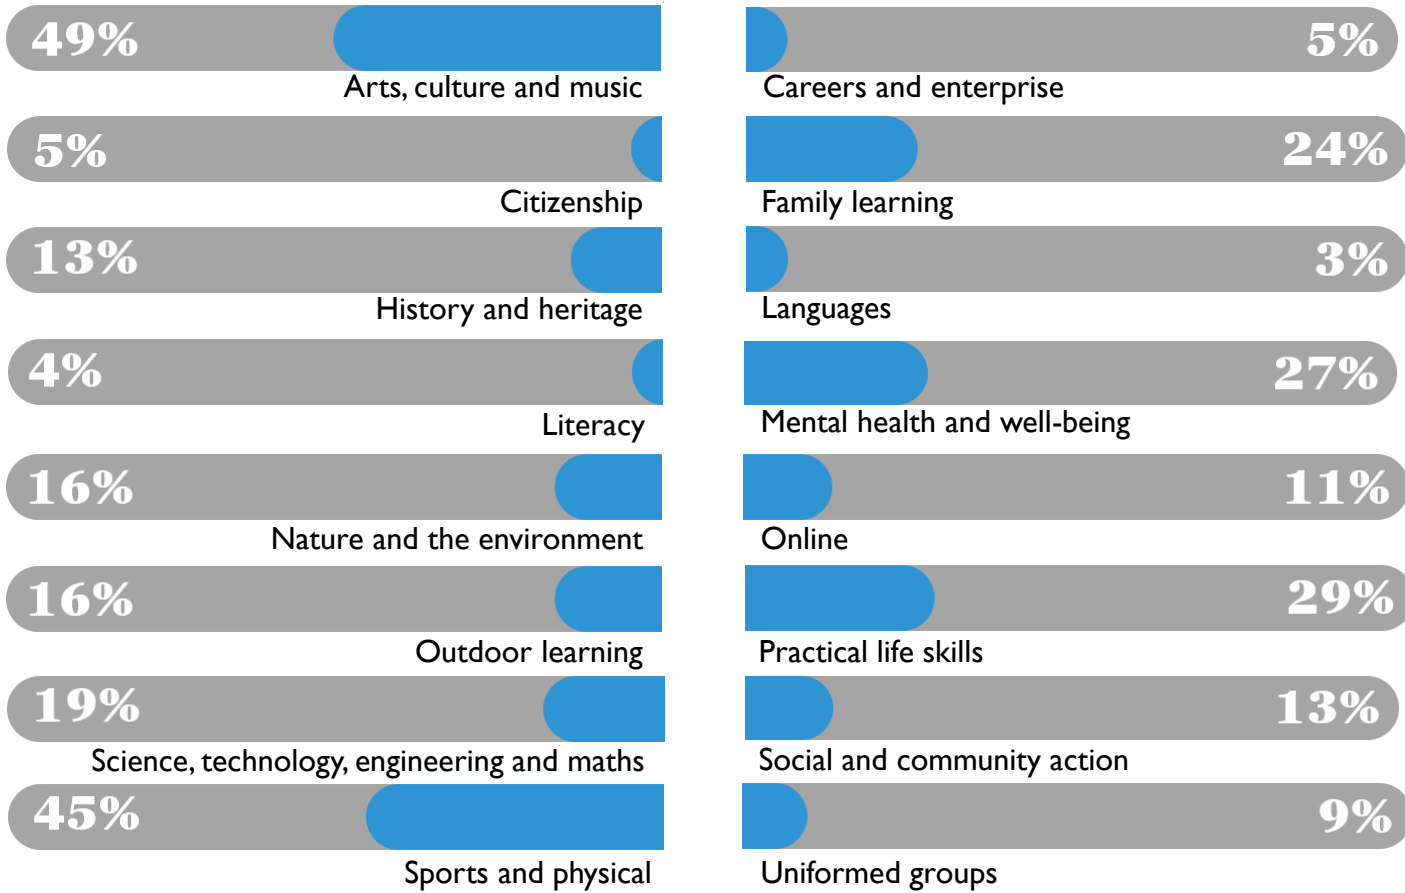 49%
Arts, culture and music
5%
Citizenship
13%
History and heritage
4%
Literacy
16%
Nature and the environment
16%
Outdoor learning
19%
Science, technology, engineering and maths
45%
Sports and physical
5%
Careers and enterprise
24%
Family learning
3%
Languages
27%
Mental health and well-being
11%
Online
29%
Practical life skills
13%
Social and community action
9%
Uniformed groups